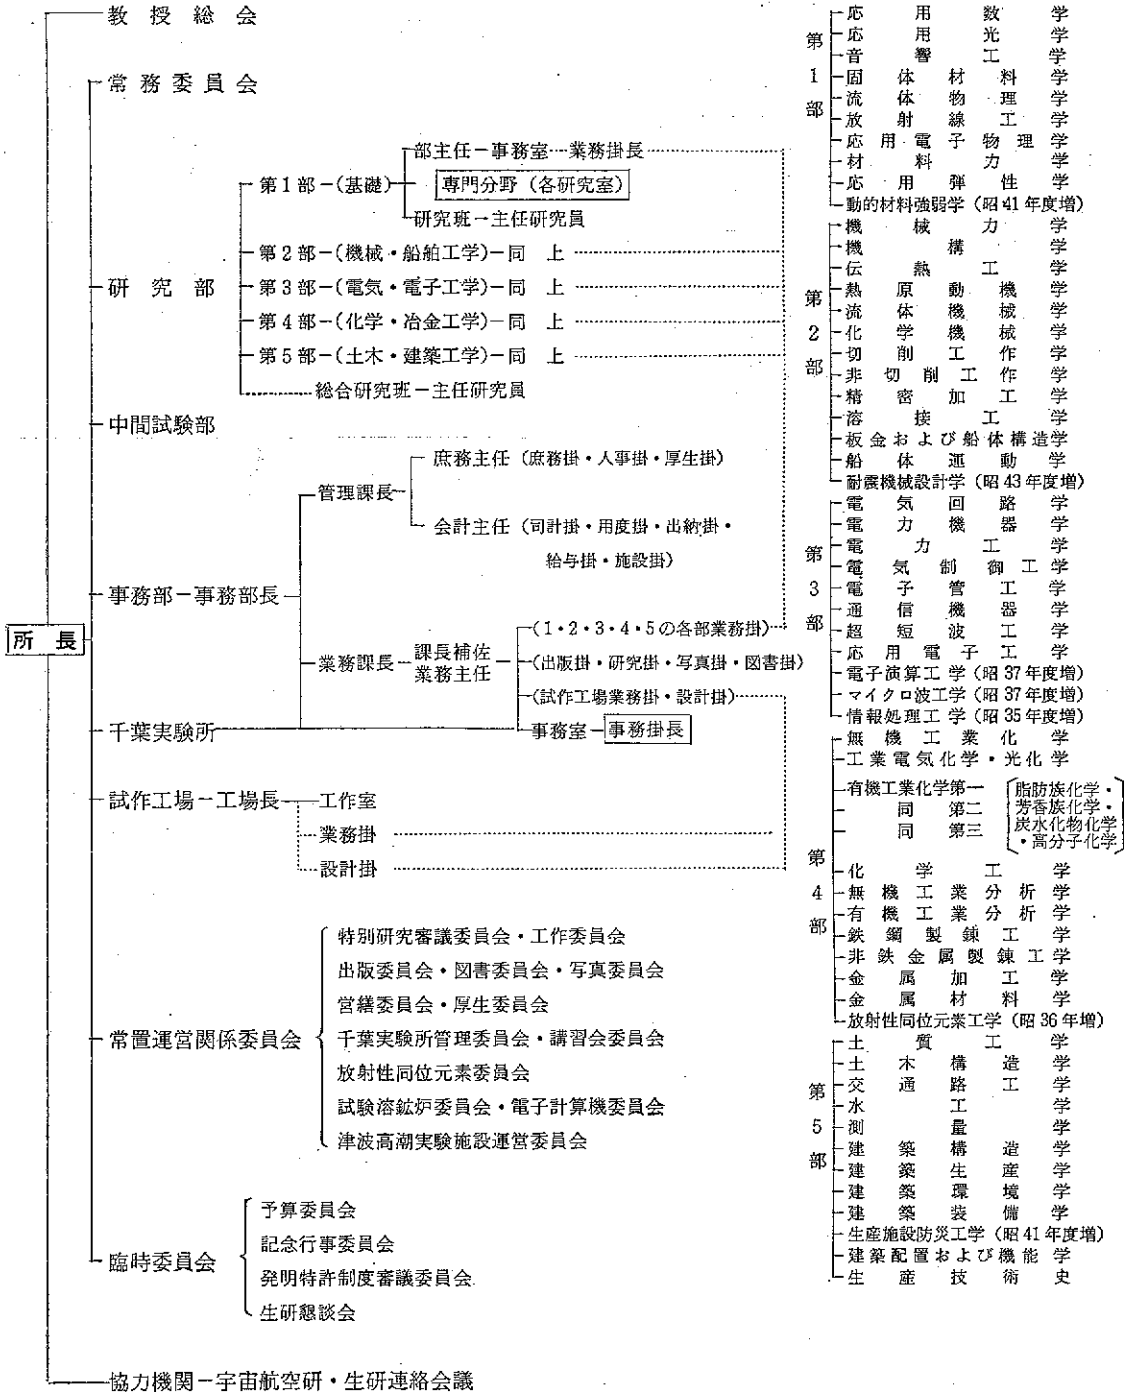 教授総会
常務委員会
研究部
第1部-(基礎)
部主任-事務室-業務掛長
専門分野(各研究室)
研究班-主任研究員
第2部-(機械・船舶工学)-同 上
第3部-(電気・電子工学)-同 上
第4部-(化学・冶金工学)-同 上
第5部-(土木・建築工学)-同 上
総合研究班-主任研究員
中間試験部
所長
事務部-事務部長
管理課長
庶務主任(庶務掛・人事掛・厚生掛)
会計主任(司計掛・用度掛・出納掛・
給与掛・施設掛)
業務課長
課長補佐
業務主任
(1・2・3・4・5の各部業務掛)
(出版掛・研究掛・写真掛・図書掛)
(試作工場業務掛・設計掛)
千葉実験所
事務室-事務掛長
試作工場-工場長
工作室
業務掛
設計掛
常置運営関係委員会
特別研究審議委員会・工作委員会
出版委員会・図書委員会・写真委員会
営繕委員会・厚生委員会
千葉実験所管理委員会・講習会委員会
放射性同位元素委員会
試験溶鉱炉委員会・電子計算機委員会
津波高潮実験施設運営委員会
臨時委員会
予算委員会
記念行事委員会
発明特許制度審議委員会
生研懇談会
協力機関-宇宙航空研・生研連絡会議
第1部
応用数学
応用光学
音響工学
固体材料学
流体物理学
放射線工学
応用電子物理学
材料力学
応用弾性学
動的材料強弱学(昭41年度増)
第2部
機械力学
機構学
伝熱工学
熱原動機学
流体機械学
化学機械学
切削工作学
非切削工作学
精密加工学
溶接工学
板金および船体構造学
船体運動学
耐震機械設計学(昭43年度増)
第3部
電気回路学
電力機器学
電力工学
電気制御工学
電子管工学
通信機器学
超短波工学
応用電子工学
電子演算工学(昭37年度増)
マイクロ波工学(昭37年度増)
情報処理工学(昭35年度増)
第4部
無機工業化学
工業電気化学・光化学
有機工業化学第一
同 第二
同 第三
脂肪族化学・
芳香族化学・
炭水化物化学
・高分子化学
化学工学
無機工業分析学
有機工業分析学
鉄鋼製錬工学
非鉄金属製錬工学
金属加工学
金属材料学
放射性同位元素工学(昭36年増)
第5部
土質工学
土木構造学
交通路工学
水工学
測量学
建築構造学
建築生産学
建築環境学
建築装備学
生産施設防災工学(昭41年度増)
建築配置および機能学
生産技術史